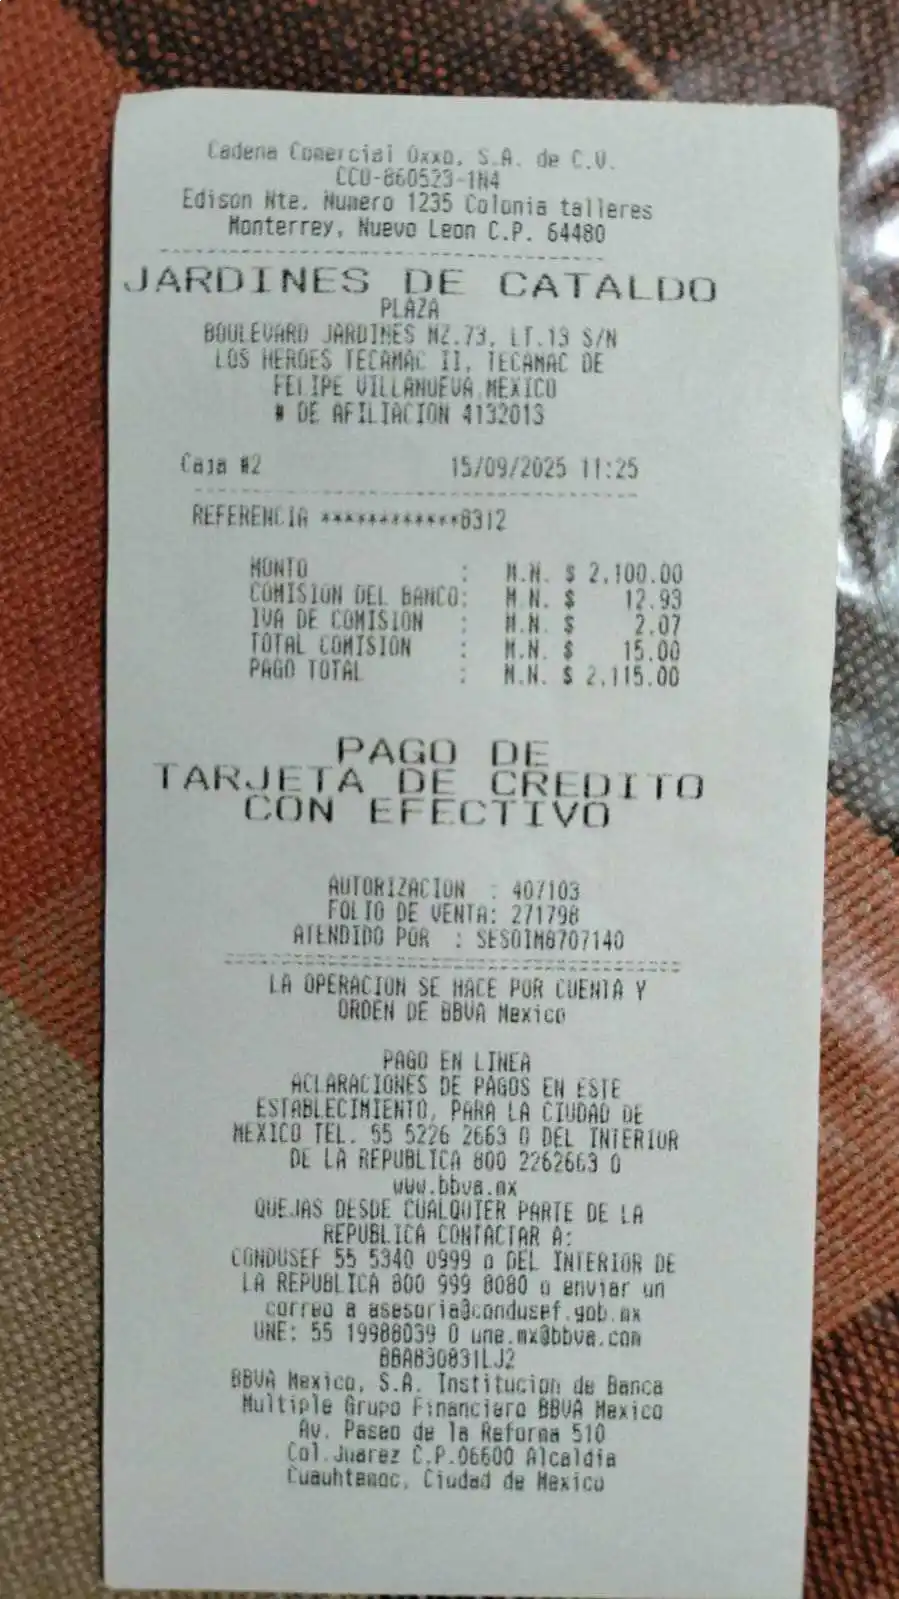 Cadena Comercial Oxxo, S.A. de C.V.
CCO-860523-1N4
Edison Nte. Numero 1235 Colonia talleres
Monterrey, Nuevo Leon C.P. 64480
JARDINES DE CATALDO
PLAZA
BOULEVARD JARDINES MZ.73, LT.13 S/N
LOS HEROES TECAMAC II, TECAMAC DE
FELIPE VILLANUEVA,MEXICO
# DE AFILIACION 4132013
Caja #2 15/09/2025 11:25
REFERENCIA ************8312
MONTO : M.N. $ 2,100.00
COMISION DEL BANCO: M.N. $ 12.93
IVA DE COMISION : M.N. $ 2.07
TOTAL COMISION : M.N. $ 15.00
PAGO TOTAL : M.N. $ 2,115.00
PAGO DE
TARJETA DE CREDITO
CON EFECTIVO
AUTORIZACION : 407103
FOLIO DE VENTA: 271798
ATENDIDO POR : SESOIM8707140
LA OPERACION SE HACE POR CUENTA Y
ORDEN DE BBVA Mexico
PAGO EN LINEA
ACLARACIONES DE PAGOS EN ESTE
ESTABLECIMIENTO, PARA LA CIUDAD DE
MEXICO TEL. 55 5226 2663 O DEL INTERIOR
DE LA REPUBLICA 800 2262663 O
www.bbva.mx
QUEJAS DESDE CUALQUIER PARTE DE LA
REPUBLICA CONTACTAR A:
CONDUSEF 55 5340 0999 o DEL INTERIOR DE
LA REPUBLICA 800 999 8080 o enviar un
correo a asesoria@condusef.gob.mx
UNE: 55 19988039 O une.mx@bbva.com
BBA830831LJ2
BBVA Mexico, S.A. Institucion de Banca
Multiple Grupo Financiero BBVA Mexico
Av. Paseo de la Reforma 510
Col.Juarez C.P.06600 Alcaldia
Cuauhtemoc, Ciudad de Mexico